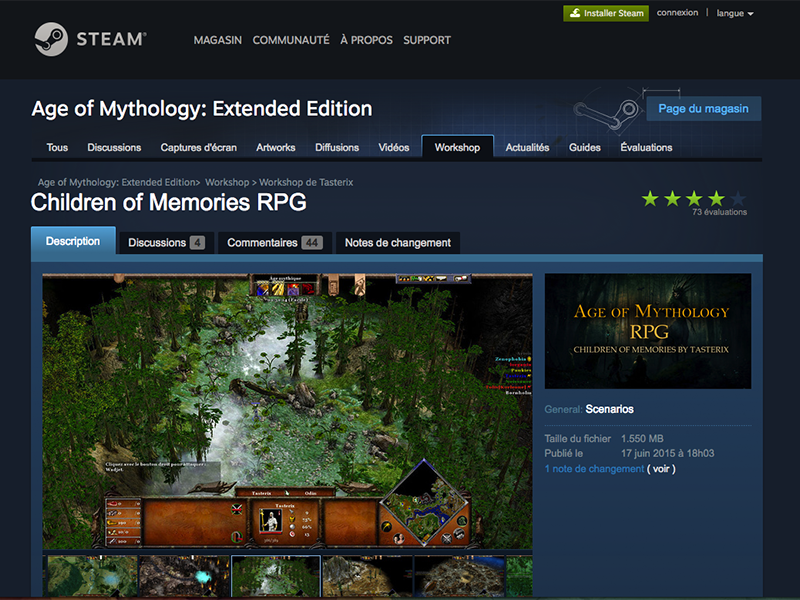 Installer Steam connexion | langue
STEAM®
MAGASIN COMMUNAUTÉ À PROPOS SUPPORT
Age of Mythology: Extended Edition
Page du magasin
Tous Discussions Captures d'écran Artworks Diffusions Vidéos Workshop Actualités Guides Évaluations
Age of Mythology: Extended Edition> Workshop > Workshop de Tasterix
Children of Memories RPG
73 évaluations
Description Discussions 4 Commentaires 44 Notes de changement
Age mythique
Cliquez avec le bouton droit pour attaquer :
Wadjet.
Tasterix Odin
Tasterix
AGE OF MYTHOLOGY
RPG
CHILDREN OF MEMORIES BY TASTERIX
General: Scenarios
Taille du fichier 1.550 MB
Publié le 17 juin 2015 à 18h03
1 note de changement ( voir )